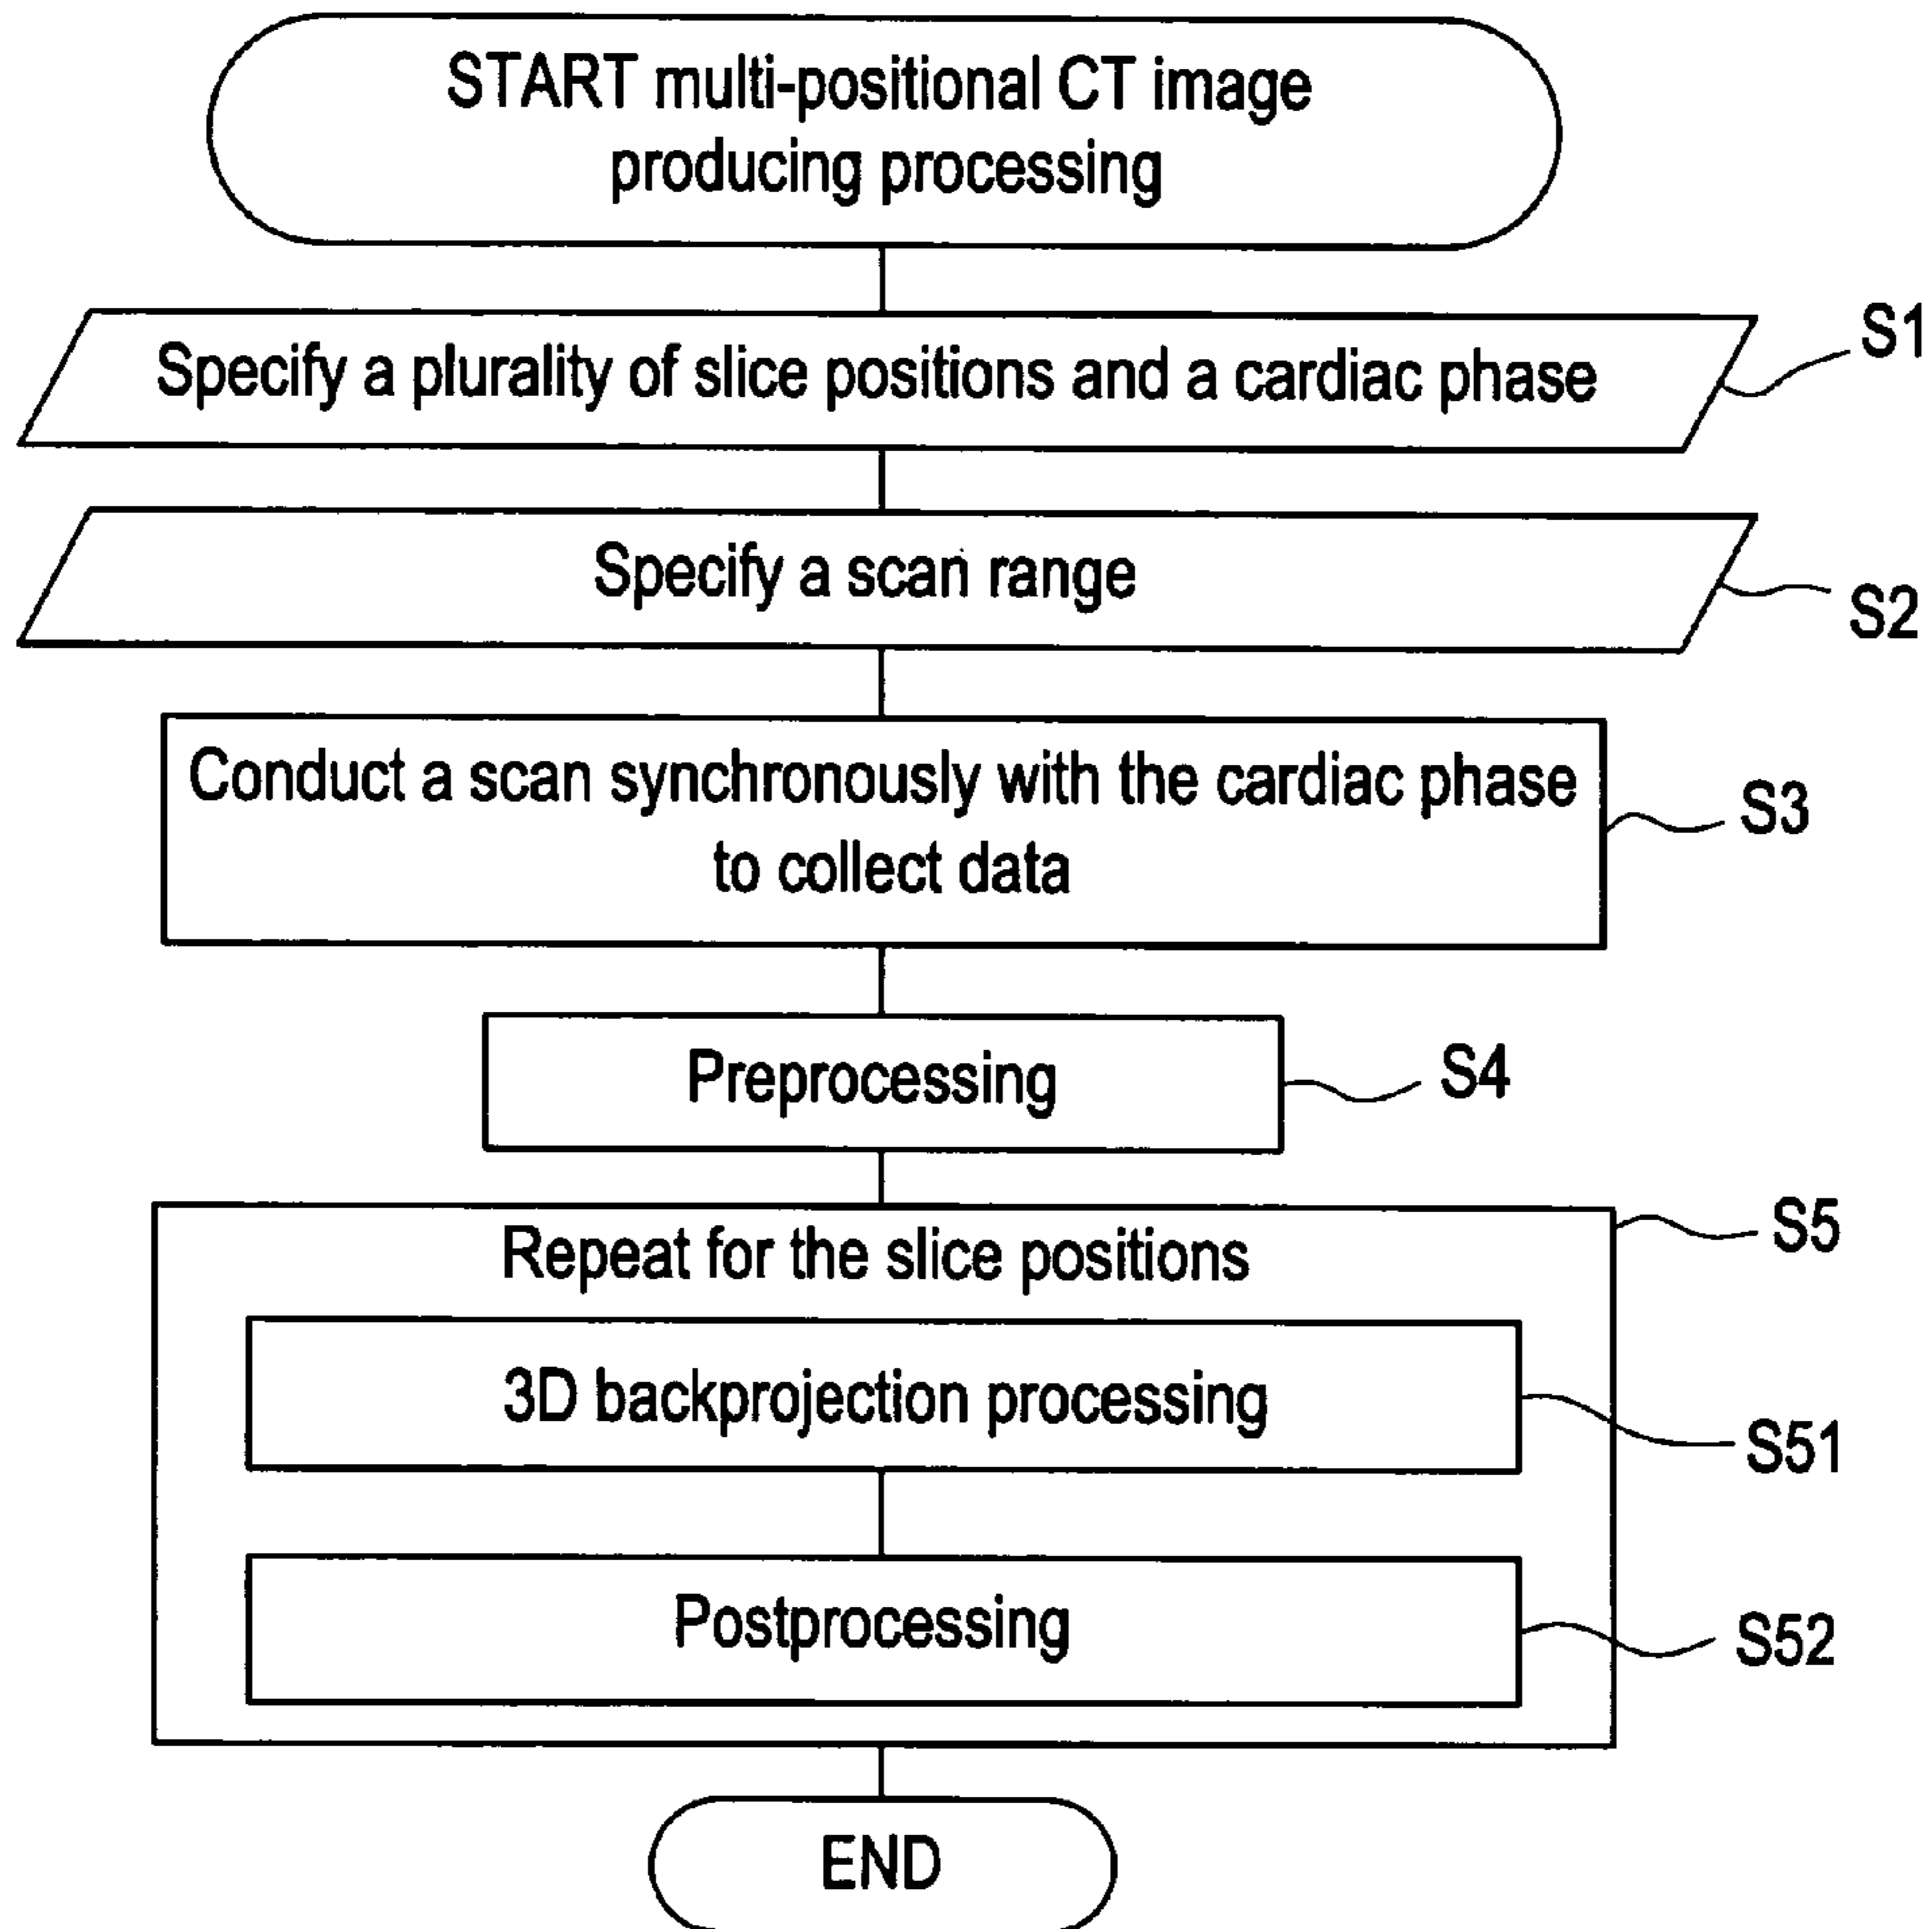 START multi-positional CT image
producing processing
Specify a plurality of slice positions and a cardiac phase
S1
Specify a scan range
S2
Conduct a scan synchronously with the cardiac phase
to collect data
S3
Preprocessing
S4
Repeat for the slice positions
S5
3D backprojection processing
S51
Postprocessing
S52
END